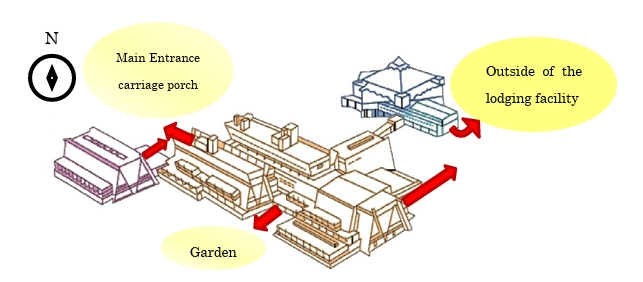 N
Main Entrance
carriage porch
Outside of the
lodging facility
Garden